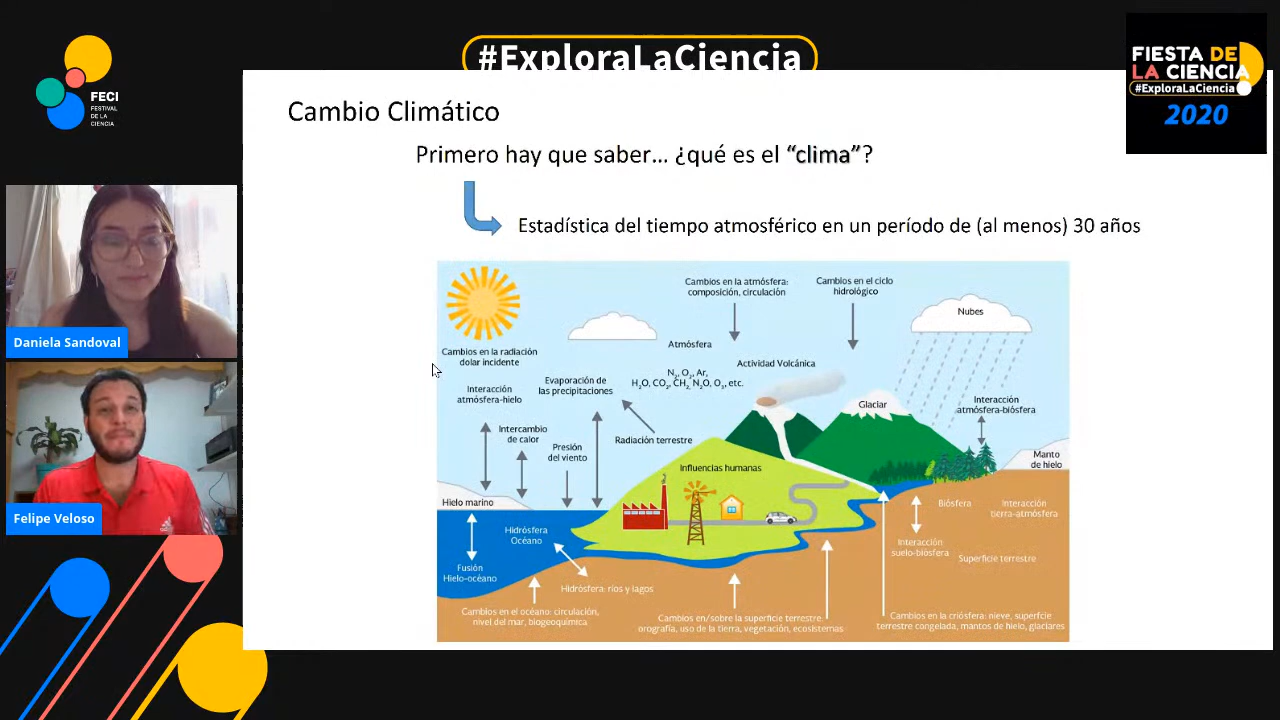 #ExploraLaCiencia
FECI
FESTIVAL
DE LA
CIENCIA
FIESTA DE
LA CIENCIA
#ExploraLaCiencia
2020
Cambio Climático
Primero hay que saber... ¿qué es el “clima”?
Estadística del tiempo atmosférico en un período de (al menos) 30 años
Daniela Sandoval
Felipe Veloso
Cambios en la radiación
dolar incidente
Cambios en la atmósfera:
composición, circulación
Cambios en el ciclo
hidrológico
Nubes
Atmósfera
N2, O2, Ar,
H2O, CO2, CH2, N2O, O3, etc.
Actividad Volcánica
Interacción
atmósfera-hielo
Evaporación de
las precipitaciones
Glaciar
Interacción
atmósfera-biósfera
Intercambio
de calor
Presión
del viento
Radiación terrestre
Manto
de hielo
Influencias humanas
Hielo marino
Hidrósfera
Océano
Biósfera
Interacción
tierra-atmósfera
Interacción
suelo-biósfera
Superficie terrestre
Fusión
Hielo-océano
Hidrósfera: ríos y lagos
Cambios en el océano: circulación,
nivel del mar, biogeoquímica
Cambios en/sobre la superficie terrestre:
orografía, uso de la tierra, vegetación, ecosistemas
Cambios en la criósfera: nieve, superfcie
terrestre congelada, mantos de hielo, glaciares